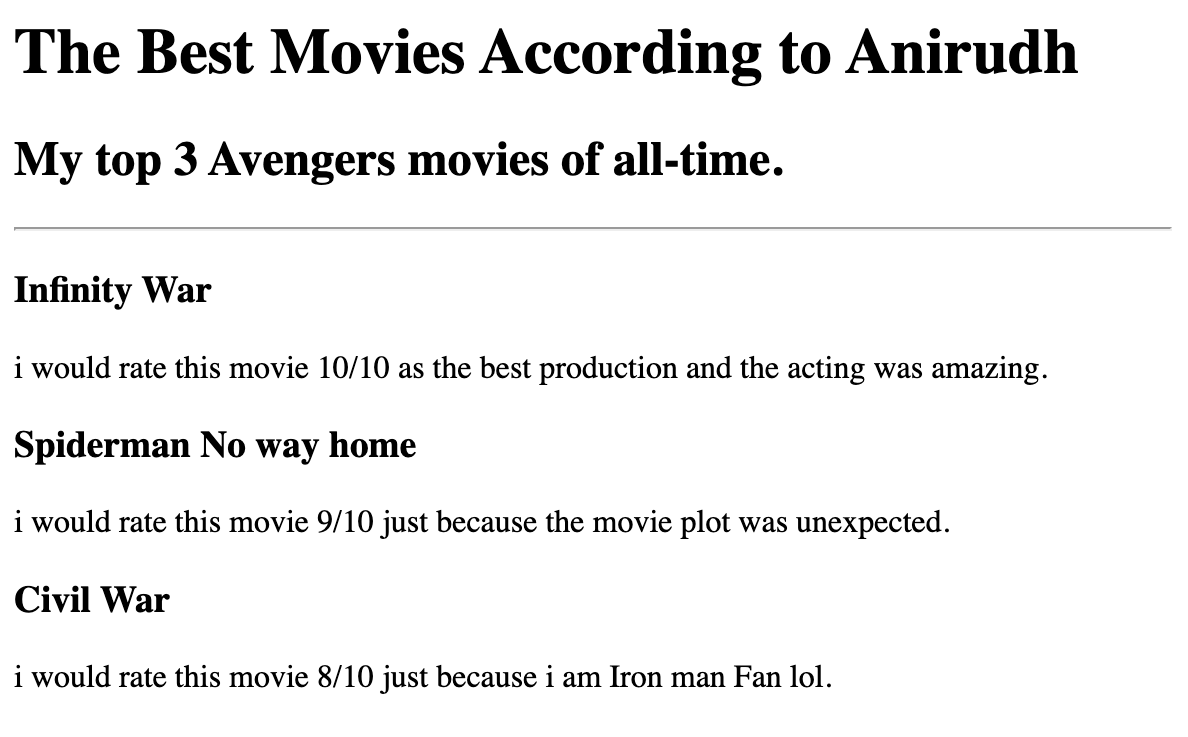 The Best Movies According to Anirudh
My top 3 Avengers movies of all-time.
Infinity War
i would rate this movie 10/10 as the best production and the acting was amazing.
Spiderman No way home
i would rate this movie 9/10 just because the movie plot was unexpected.
Civil War
i would rate this movie 8/10 just because i am Iron man Fan lol.